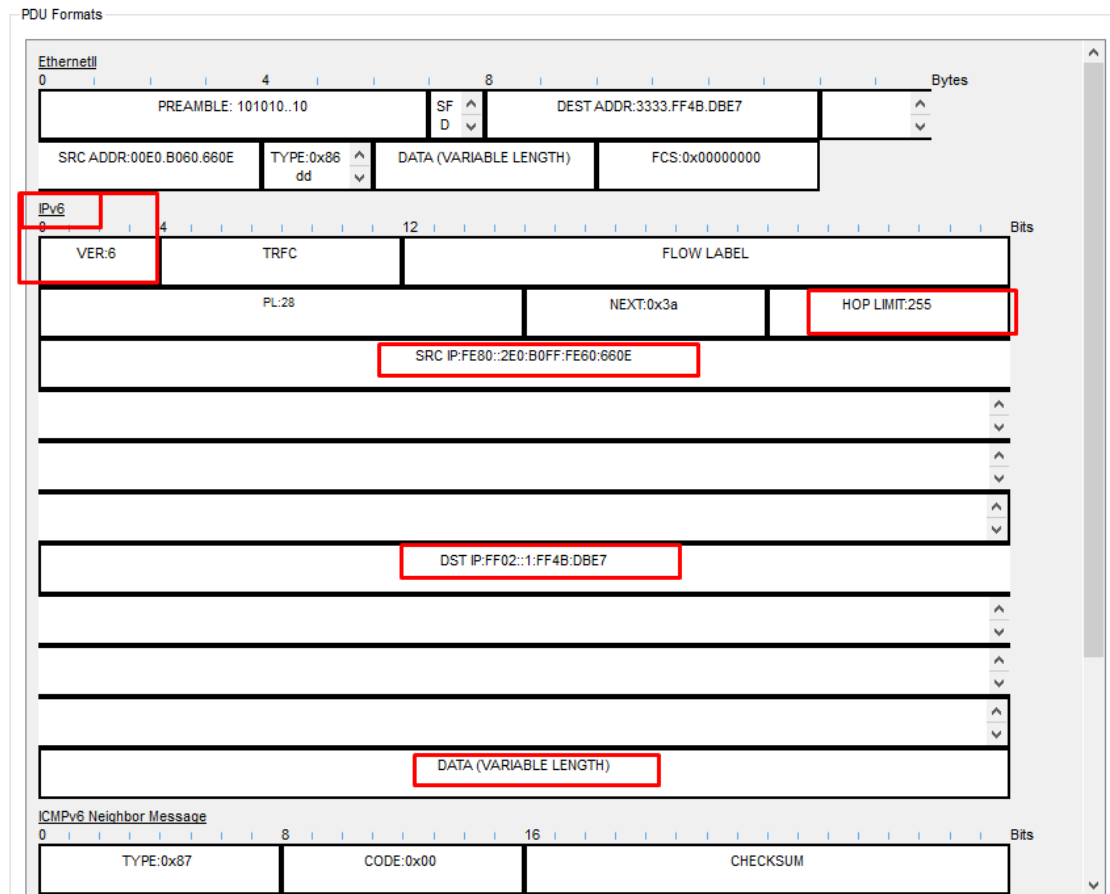 PDU Formats
EthernetII
0 4 8 Bytes
PREAMBLE: 101010..10 SF D DEST ADDR:3333.FF4B.DBE7
SRC ADDR:00E0.B060.660E TYPE:0x86 dd DATA (VARIABLE LENGTH) FCS:0x00000000
IPv6
0 4 12 Bits
VER:6 TRFC FLOW LABEL
PL:28 NEXT:0x3a HOP LIMIT:255
SRC IP:FE80::2E0:B0FF:FE60:660E
DST IP:FF02::1:FF4B:DBE7
DATA (VARIABLE LENGTH)
ICMPv6 Neighbor Message
0 8 16 Bits
TYPE:0x87 CODE:0x00 CHECKSUM